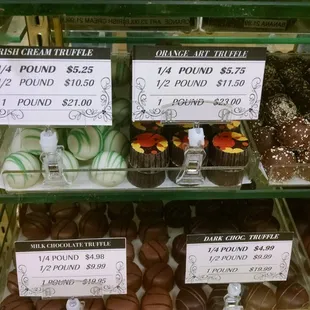 IRISH CREAM TRUFFLE
1/4 POUND $5.25
1/2 POUND $10.50
1 POUND $21.00
ORANGE ART TRUFFLE
1/4 POUND $5.75
1/2 POUND $11.50
1 POUND $23.00
MILK CHOCOLATE TRUFFLE
1/4 POUND $4.99
1/2 POUND $9.99
1 POUND $19.99
DARK CHOC. TRUFFLE
1/4 POUND $4.99
1/2 POUND $9.99
1 POUND $19.99